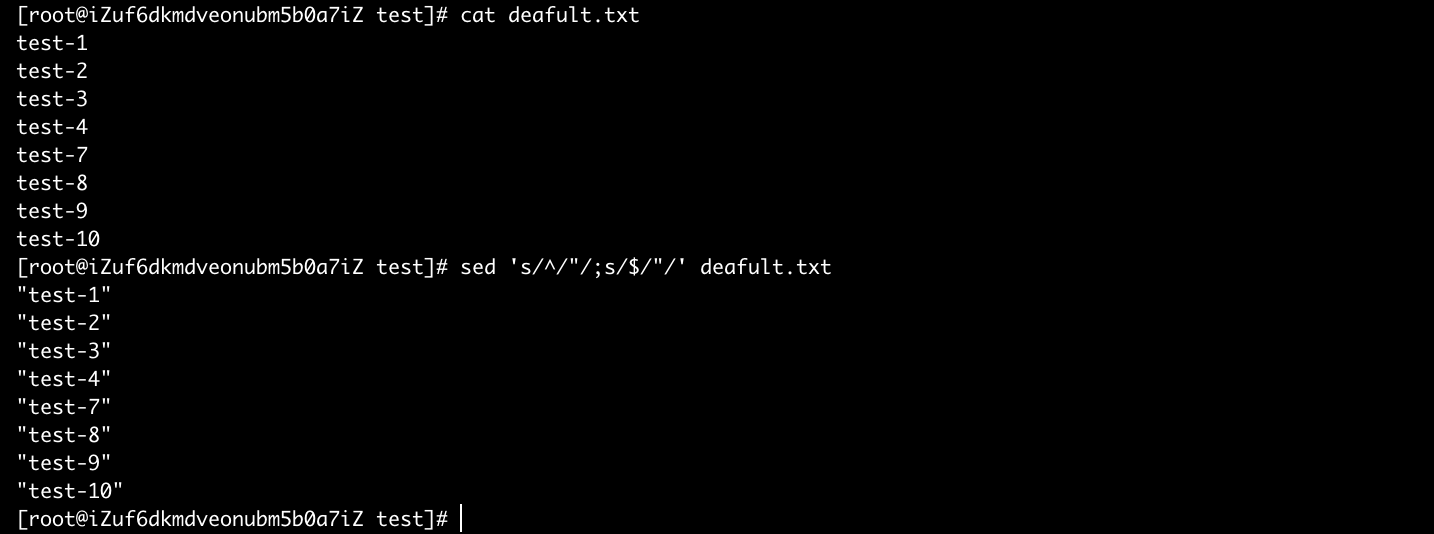 [root@iZuf6dkmdveonubm5b0a7iZ test]# cat deafult.txt
test-1
test-2
test-3
test-4
test-7
test-8
test-9
test-10
[root@iZuf6dkmdveonubm5b0a7iZ test]# sed 's/^/"/;s/$/"/' deafult.txt
"test-1"
"test-2"
"test-3"
"test-4"
"test-7"
"test-8"
"test-9"
"test-10"
[root@iZuf6dkmdveonubm5b0a7iZ test]#